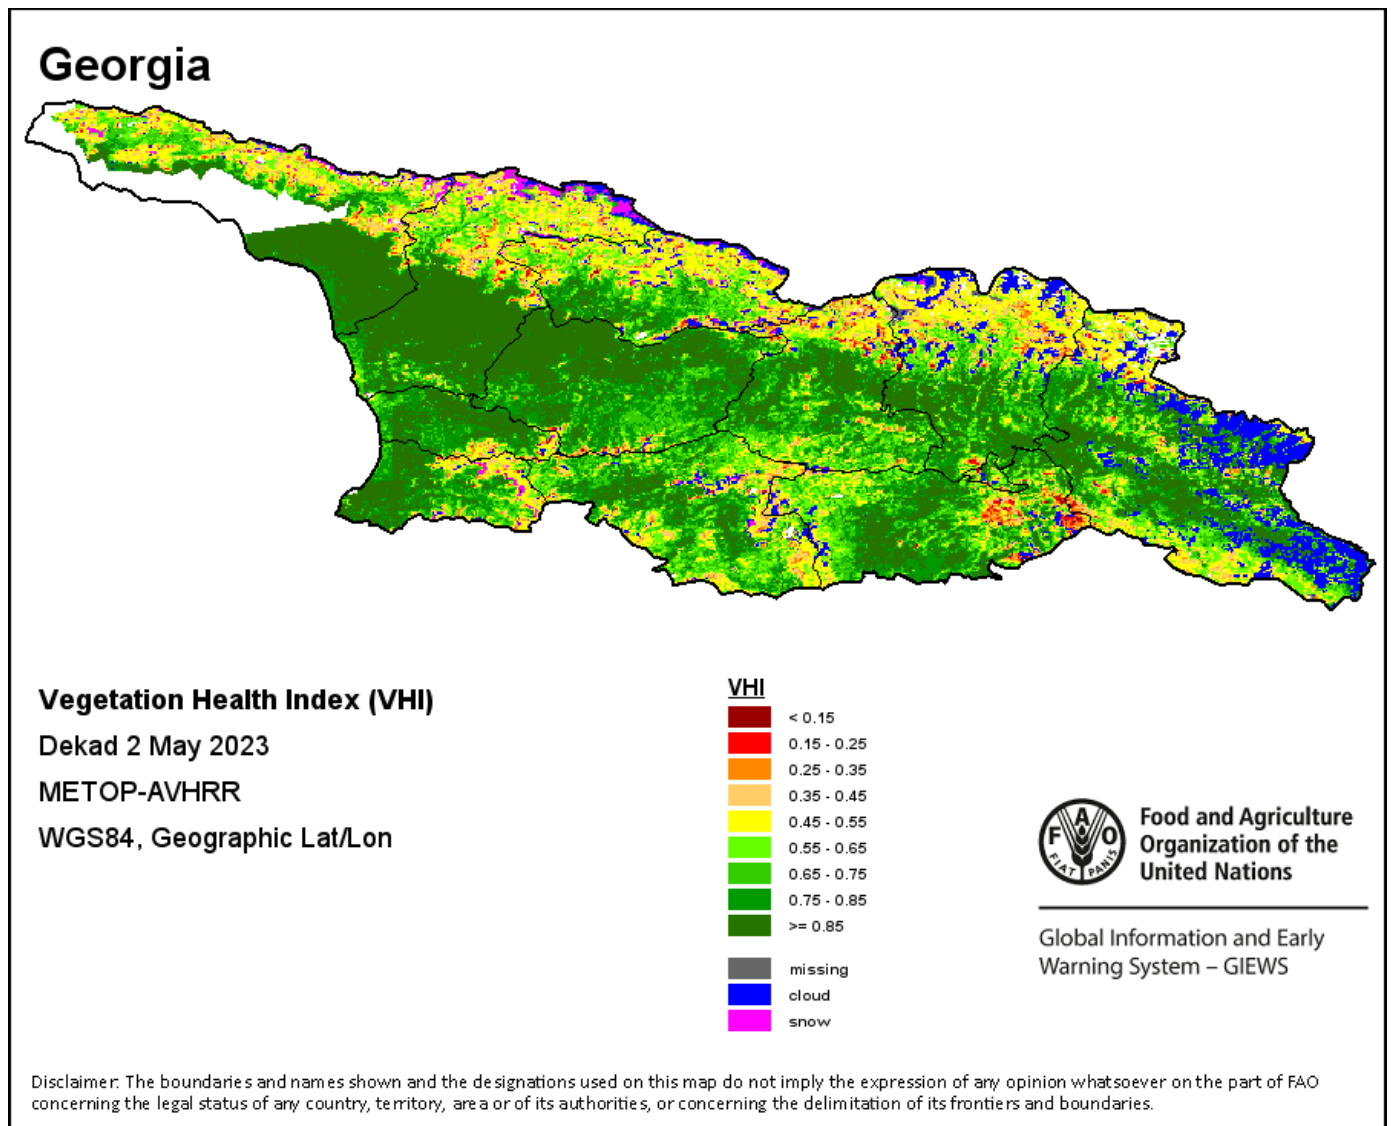 Georgia
Vegetation Health Index (VHI)
Dekad 2 May 2023
METOP-AVHRR
WGS84, Geographic Lat/Lon
VHI
< 0.15
0.15 - 0.25
0.25 - 0.35
0.35 - 0.45
0.45 - 0.55
0.55 - 0.65
0.65 - 0.75
0.75 - 0.85
>= 0.85
missing
cloud
snow
F A O
FIAT PANIS
Food and Agriculture
Organization of the
United Nations
Global Information and Early
Warning System – GIEWS
Disclaimer: The boundaries and names shown and the designations used on this map do not imply the expression of any opinion whatsoever on the part of FAO
concerning the legal status of any country, territory, area or of its authorities, or concerning the delimitation of its frontiers and boundaries.